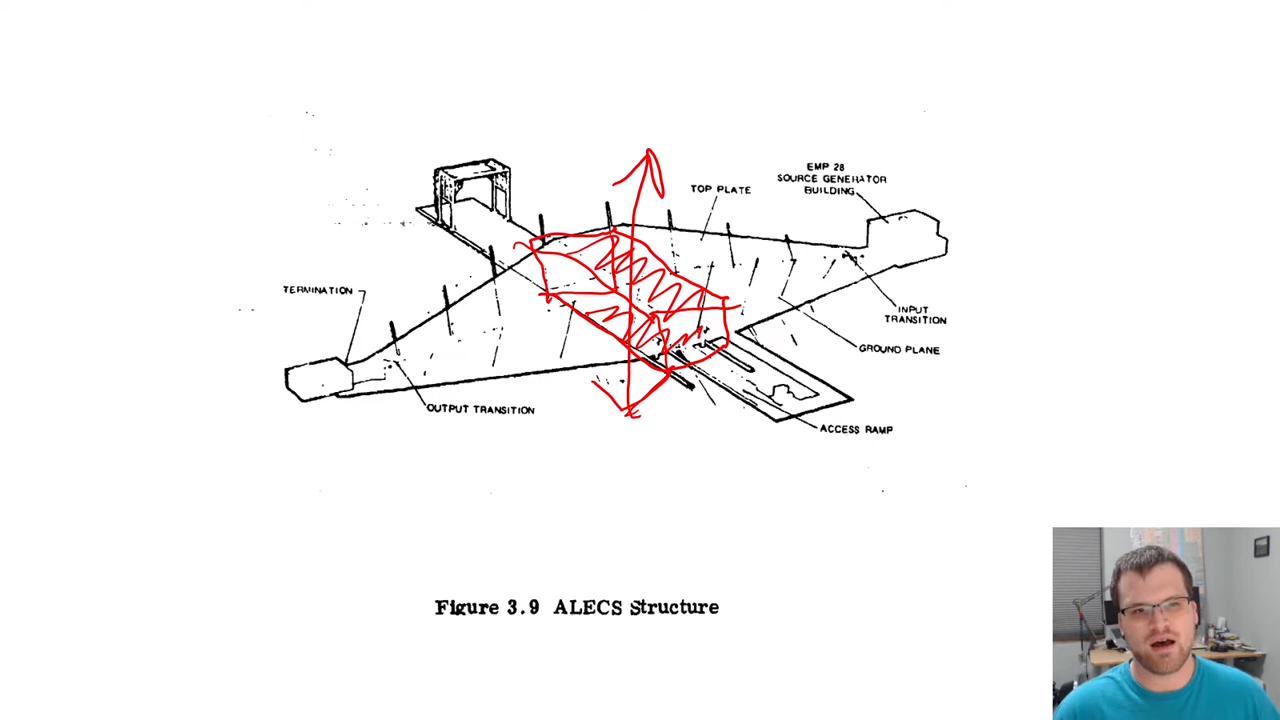 EMP 28
SOURCE GENERATOR
BUILDING
TOP PLATE
TERMINATION
INPUT
TRANSITION
GROUND PLANE
OUTPUT TRANSITION
ACCESS RAMP
Figure 3.9 ALECS Structure